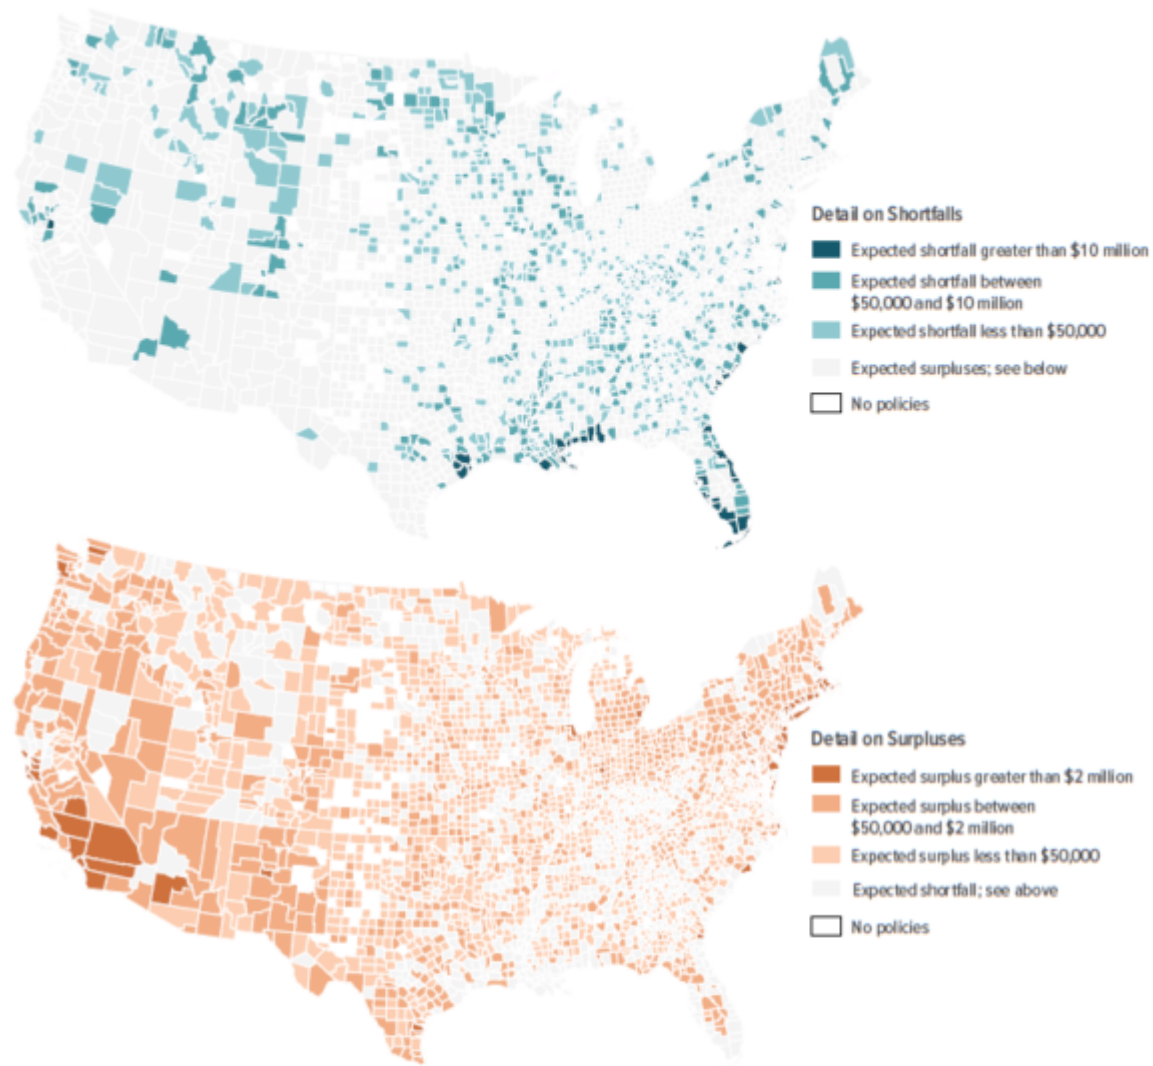 Detail on Shortfalls
Expected shortfall greater than $10 million
Expected shortfall between
$50,000 and $10 million
Expected shortfall less than $50,000
Expected surpluses; see below
No policies
Detail on Surpluses
Expected surplus greater than $2 million
Expected surplus between
$50,000 and $2 million
Expected surplus less than $50,000
Expected shortfall; see above
No policies